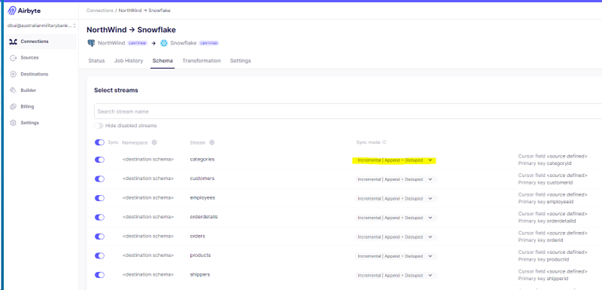 Airbyte
Connections / NorthWind → Snowflake
Connections
Sources
Destinations
Builder
Billing
Settings
NorthWind → Snowflake
NorthWind CERTIFIED → Snowflake CERTIFIED
Status Job History Schema Transformation Settings
Select streams
Search stream name
Hide disabled streams
Sync Namespace Stream Sync mode
<destination schema> categories Incremental | Append + Deduped Cursor field <source defined>
Primary key categoryid
<destination schema> customers Incremental | Append + Deduped Cursor field <source defined>
Primary key customerid
<destination schema> employees Incremental | Append + Deduped Cursor field <source defined>
Primary key employeeid
<destination schema> orderdetails Incremental | Append + Deduped Cursor field <source defined>
Primary key orderdetailid
<destination schema> orders Incremental | Append + Deduped Cursor field <source defined>
Primary key orderid
<destination schema> products Incremental | Append + Deduped Cursor field <source defined>
Primary key productid
<destination schema> shippers Incremental | Append + Deduped Cursor field <source defined>
Primary key shipperid